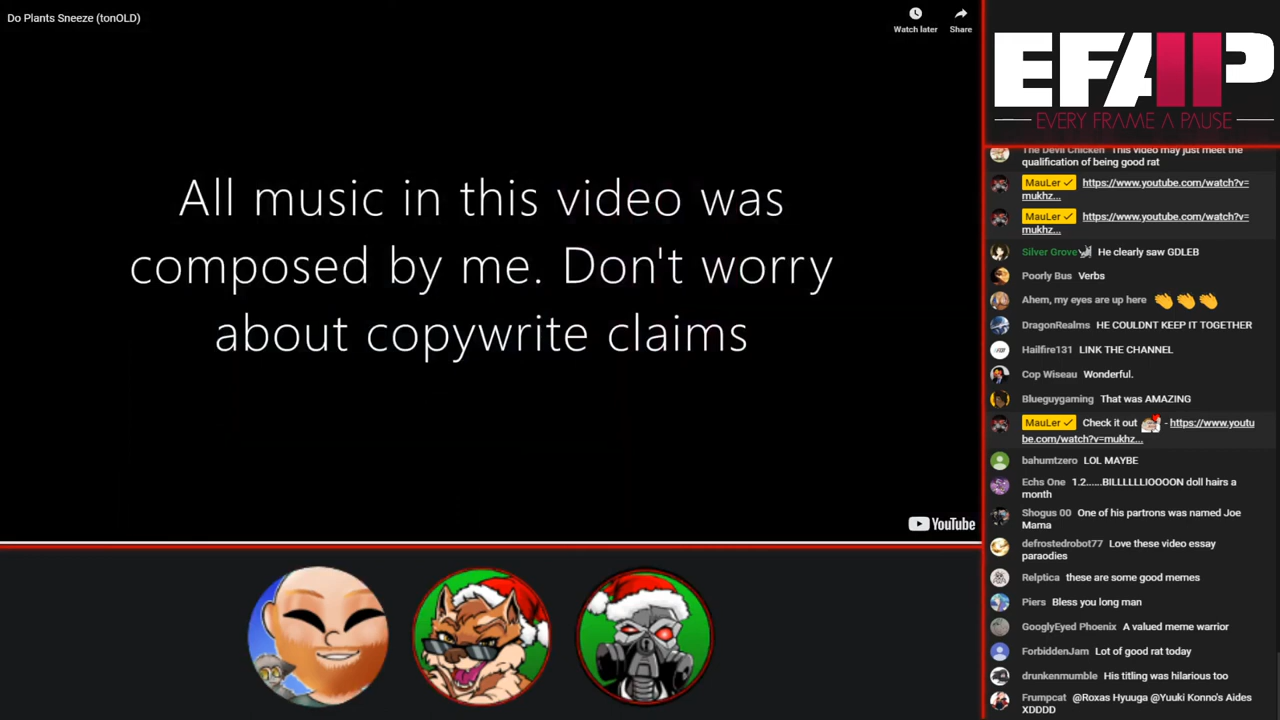 Do Plants Sneeze (tonOLD)
Watch later
Share
All music in this video was
composed by me. Don't worry
about copywrite claims
YouTube
EFAP
EVERY FRAME A PAUSE
The Devil Chicken This video may just meet the
qualification of being good rat
MauLer https://www.youtube.com/watch?v=
mukhz...
MauLer https://www.youtube.com/watch?v=
mukhz...
Silver Grove He clearly saw GDLEB
Poorly Bus Verbs
Ahem, my eyes are up here 👏👏👏
DragonRealms HE COULDNT KEEP IT TOGETHER
Hailfire131 LINK THE CHANNEL
Cop Wiseau Wonderful.
Blueguygaming That was AMAZING
MauLer Check it out - https://www.youtu
be.com/watch?v=mukhz...
bahumtzero LOL MAYBE
Echs One 1.2......BILLLLLLIOOOON doll hairs a
month
Shogus 00 One of his partrons was named Joe
Mama
defrostedrobot77 Love these video essay
paraodies
Relptica these are some good memes
Piers Bless you long man
GooglyEyed Phoenix A valued meme warrior
ForbiddenJam Lot of good rat today
drunkenmumble His titling was hilarious too
Frumpcat @Roxas Hyuuga @Yuuki Konno's Aides
XDDDD